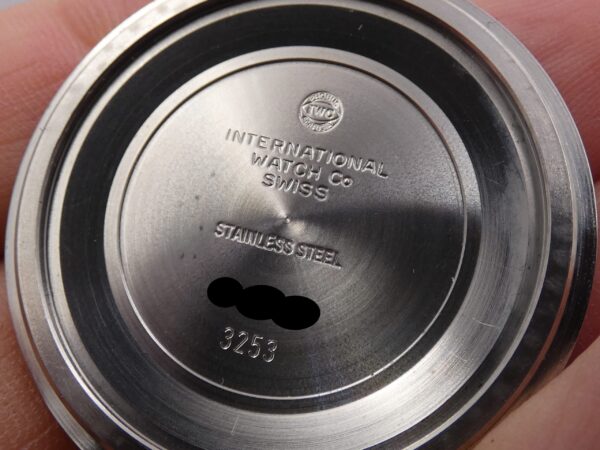 IWC
INTERNATIONAL
WATCH Co
SWISS
STAINLESS STEEL
3253